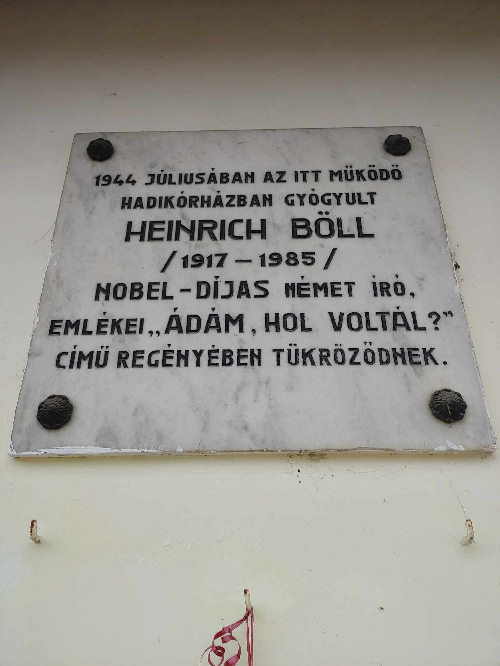 1944 JÚLIUSÁBAN AZ ITT MŰKÖDŐ
HADIKÓRHÁZBAN GYÓGYULT
HEINRICH BÖLL
/1917 – 1985/
NOBEL-DÍJAS NÉMET ÍRÓ,
EMLÉKEI „ÁDÁM, HOL VOLTÁL?”
CÍMŰ REGÉNYÉBEN TÜKRÖZŐDNEK.